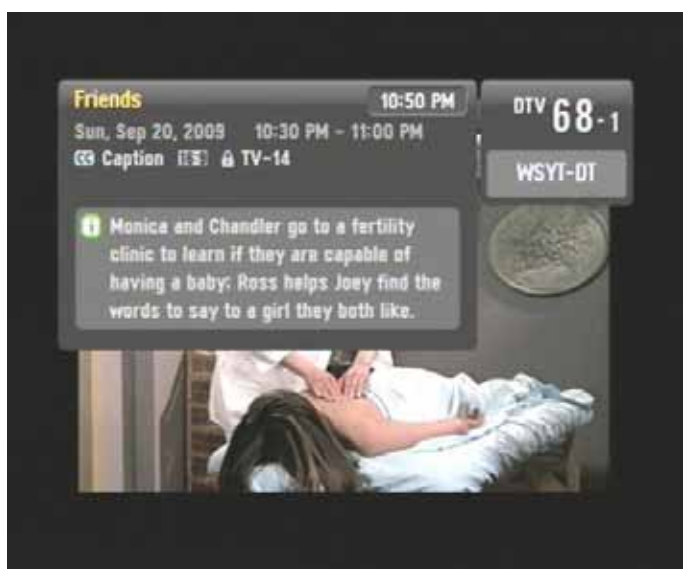 Friends
10:50 PM
Sun, Sep 20, 2009 10:30 PM - 11:00 PM
CC Caption TV-14
Monica and Chandler go to a fertility
clinic to learn if they are capable of
having a baby; Ross helps Joey find the
words to say to a girl they both like.
DTV 68-1
WSYT-DT